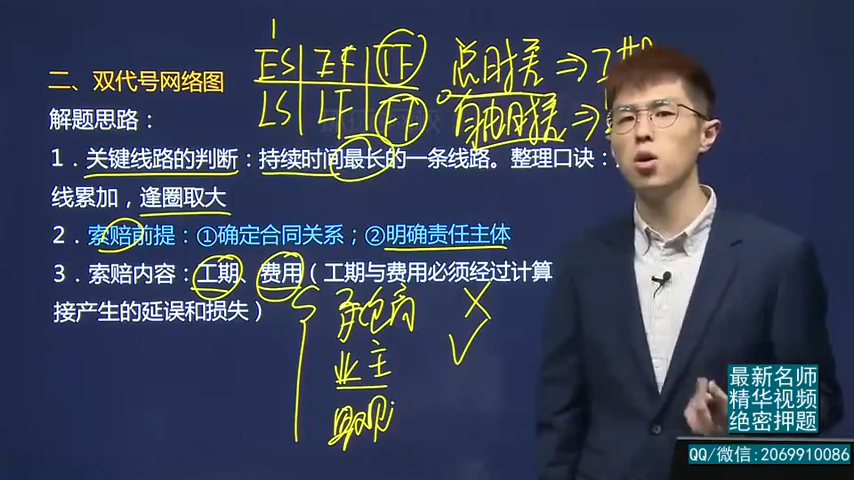 ES EF TF 总时差 ⇒ 工期
LS LF FF 自由时差 ⇒
二、双代号网络图
解题思路：
1．关键线路的判断：持续时间最长的一条线路。整理口诀：
线累加，逢圈取大
2．索赔前提：①确定合同关系；②明确责任主体
3．索赔内容：工期、费用（工期与费用必须经过计算
接产生的延误和损失）
承包商 ×
业主 ✓
客观
最新名师
精华视频
绝密押题
QQ/微信:2069910086